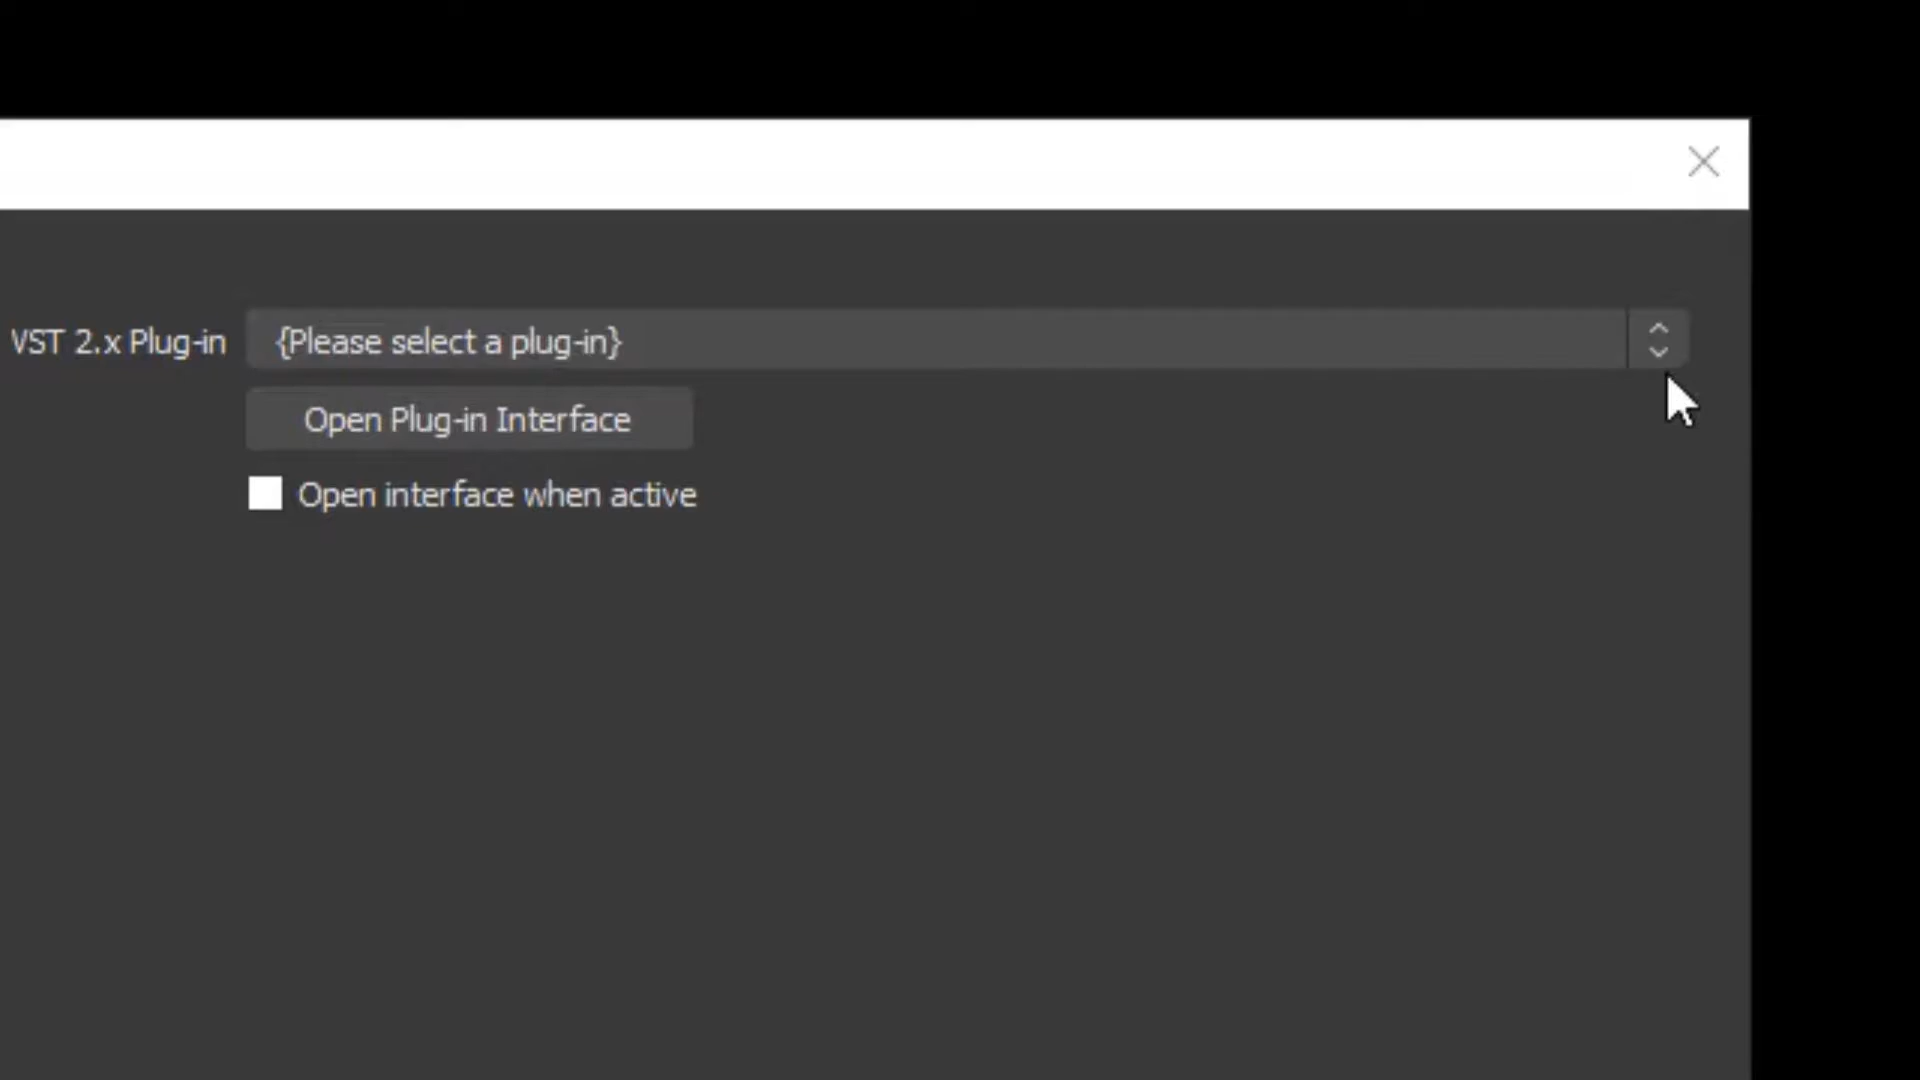 VST 2.x Plug-in {Please select a plug-in}
Open Plug-in Interface
Open interface when active